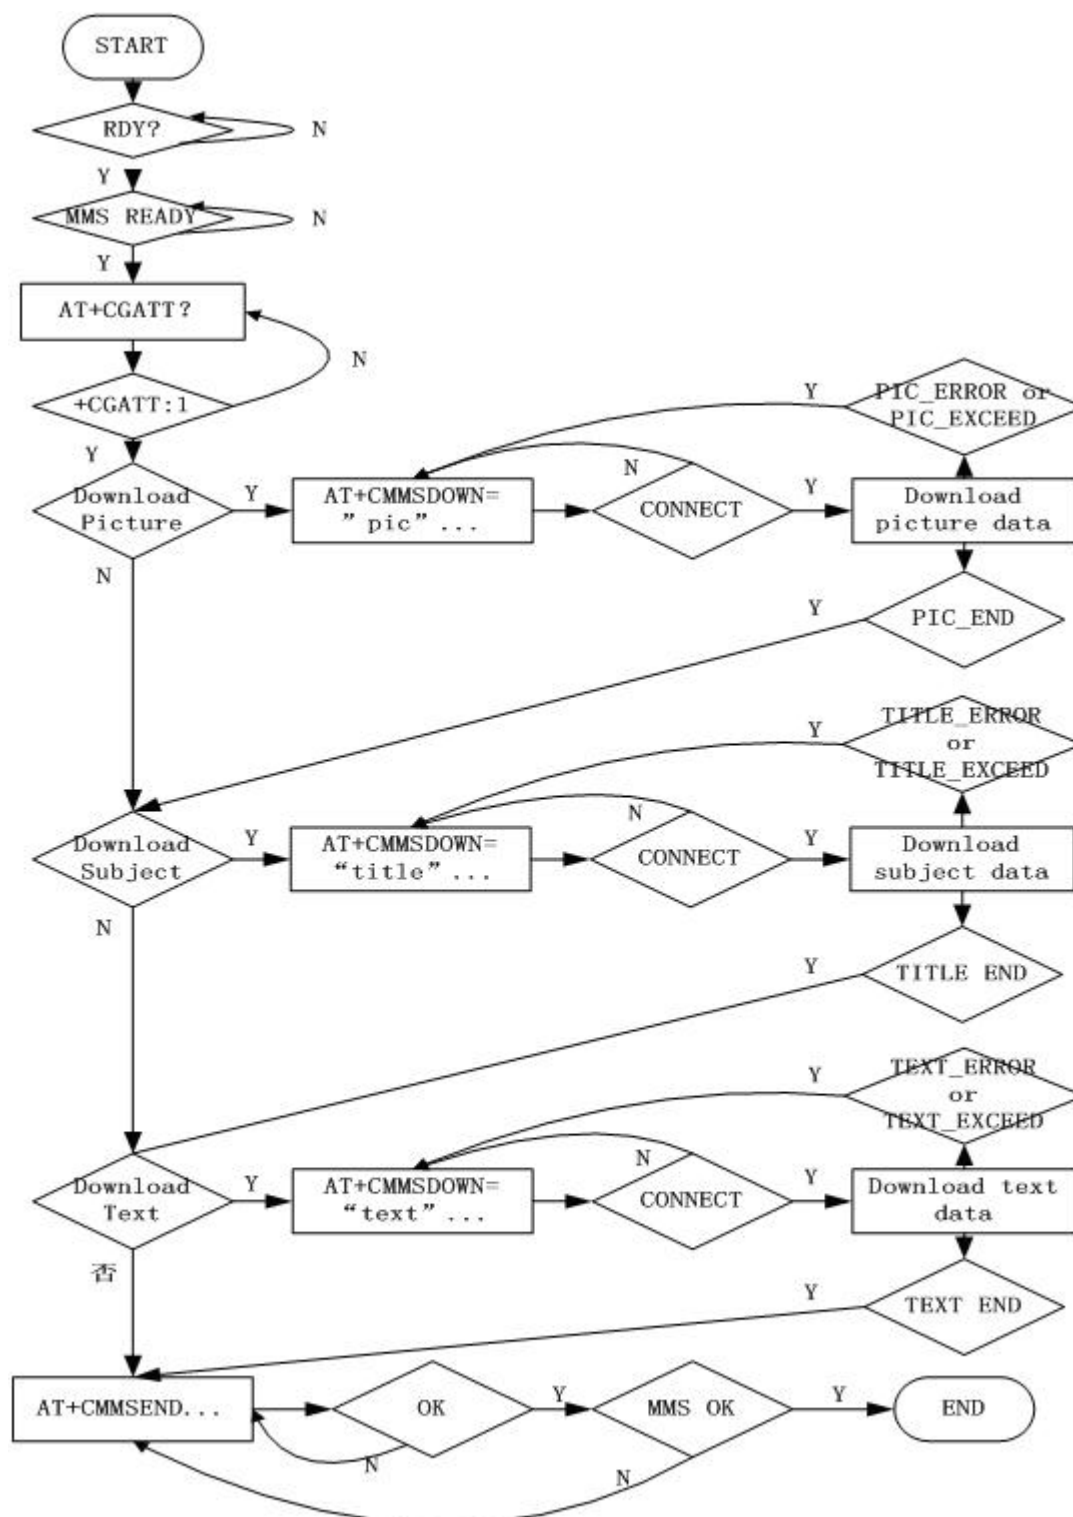 START
RDY?
N
Y
MMS READY
N
Y
AT+CGATT?
N
+CGATT:1
Y
Download
Picture
Y
AT+CMMSDOWN=
”pic”...
N
CONNECT
Y
Download
picture data
Y
PIC_ERROR or
PIC_EXCEED
N
Y
PIC_END
Y
TITLE_ERROR
or
TITLE_EXCEED
Download
Subject
Y
AT+CMMSDOWN=
“title”...
N
CONNECT
Y
Download
subject data
N
Y
TITLE END
Y
TEXT_ERROR
or
TEXT_EXCEED
Download
Text
Y
AT+CMMSDOWN=
“text”...
N
CONNECT
Y
Download text
data
否
Y
TEXT END
AT+CMMSEND...
OK
N
Y
MMS OK
N
Y
END